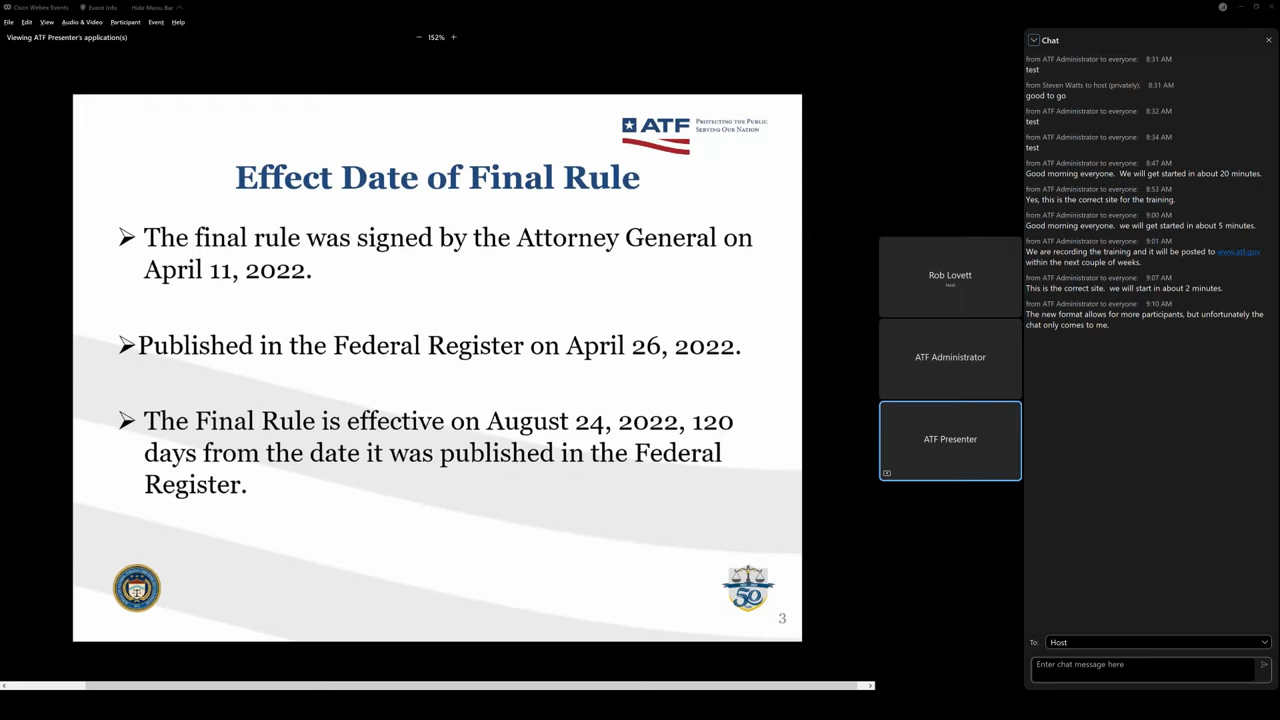 Cisco Webex Events
Event Info
Hide Menu Bar
File Edit View Audio & Video Participant Event Help
Viewing ATF Presenter's application(s)
152%
ATF
PROTECTING THE PUBLIC
SERVING OUR NATION
Effect Date of Final Rule
➢ The final rule was signed by the Attorney General on
April 11, 2022.
➢Published in the Federal Register on April 26, 2022.
➢ The Final Rule is effective on August 24, 2022, 120
days from the date it was published in the Federal
Register.
50
3
Rob Lovett
Host
ATF Administrator
ATF Presenter
Chat
from ATF Administrator to everyone: 8:31 AM
test
from Steven Watts to host (privately): 8:31 AM
good to go
from ATF Administrator to everyone: 8:32 AM
test
from ATF Administrator to everyone: 8:34 AM
test
from ATF Administrator to everyone: 8:47 AM
Good morning everyone. We will get started in about 20 minutes.
from ATF Administrator to everyone: 8:53 AM
Yes, this is the correct site for the training.
from ATF Administrator to everyone: 9:00 AM
Good morning everyone. we will get started in about 5 minutes.
from ATF Administrator to everyone: 9:01 AM
We are recording the training and it will be posted to www.atf.gov
within the next couple of weeks.
from ATF Administrator to everyone: 9:07 AM
This is the correct site. we will start in about 2 minutes.
from ATF Administrator to everyone: 9:10 AM
The new format allows for more participants, but unfortunately the
chat only comes to me.
To: Host
Enter chat message here